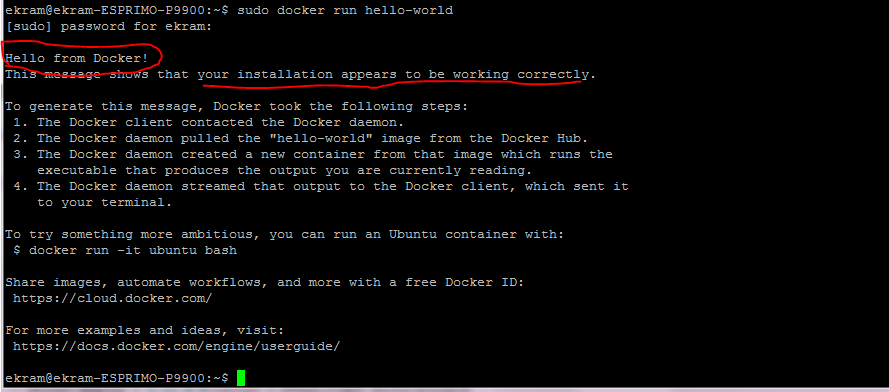 ekram@ekram-ESPRIMO-P9900:~$ sudo docker run hello-world
[sudo] password for ekram:
Hello from Docker!
This message shows that your installation appears to be working correctly.
To generate this message, Docker took the following steps:
1. The Docker client contacted the Docker daemon.
2. The Docker daemon pulled the "hello-world" image from the Docker Hub.
3. The Docker daemon created a new container from that image which runs the
executable that produces the output you are currently reading.
4. The Docker daemon streamed that output to the Docker client, which sent it
to your terminal.
To try something more ambitious, you can run an Ubuntu container with:
$ docker run -it ubuntu bash
Share images, automate workflows, and more with a free Docker ID:
https://cloud.docker.com/
For more examples and ideas, visit:
https://docs.docker.com/engine/userguide/
ekram@ekram-ESPRIMO-P9900:~$